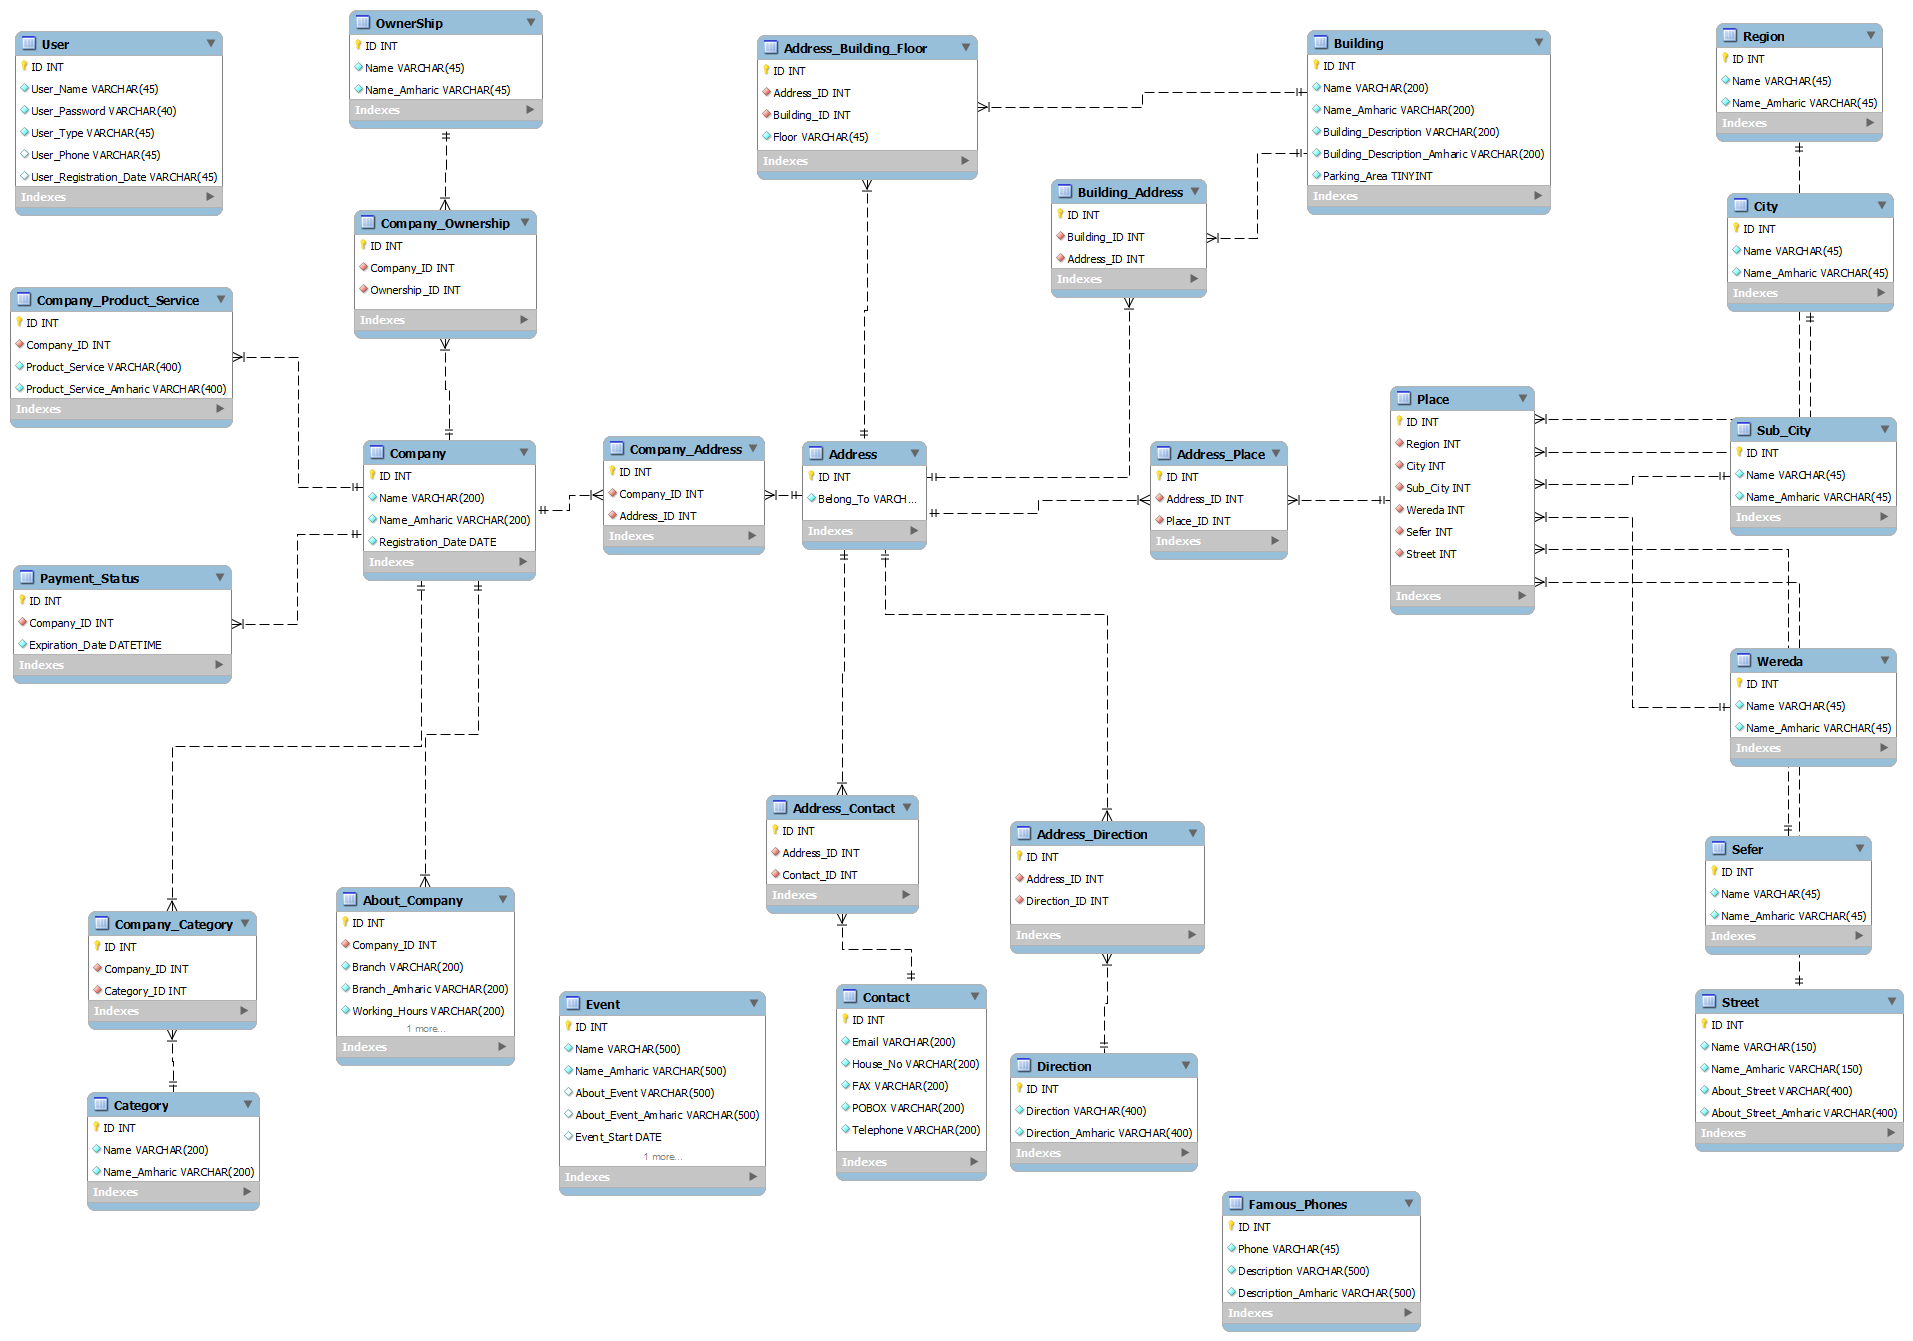 User
ID INT
User_Name VARCHAR(45)
User_Password VARCHAR(40)
User_Type VARCHAR(45)
User_Phone VARCHAR(45)
User_Registration_Date VARCHAR(45)
Indexes
OwnerShip
ID INT
Name VARCHAR(45)
Name_Amharic VARCHAR(45)
Indexes
Address_Building_Floor
ID INT
Address_ID INT
Building_ID INT
Floor VARCHAR(45)
Indexes
Building
ID INT
Name VARCHAR(200)
Name_Amharic VARCHAR(200)
Building_Description VARCHAR(200)
Building_Description_Amharic VARCHAR(200)
Parking_Area TINYINT
Indexes
Region
ID INT
Name VARCHAR(45)
Name_Amharic VARCHAR(45)
Indexes
Company_Ownership
ID INT
Company_ID INT
Ownership_ID INT
Indexes
Building_Address
ID INT
Building_ID INT
Address_ID INT
Indexes
City
ID INT
Name VARCHAR(45)
Name_Amharic VARCHAR(45)
Indexes
Company_Product_Service
ID INT
Company_ID INT
Product_Service VARCHAR(400)
Product_Service_Amharic VARCHAR(400)
Indexes
Company
ID INT
Name VARCHAR(200)
Name_Amharic VARCHAR(200)
Registration_Date DATE
Indexes
Company_Address
ID INT
Company_ID INT
Address_ID INT
Indexes
Address
ID INT
Belong_To VARCH...
Indexes
Address_Place
ID INT
Address_ID INT
Place_ID INT
Indexes
Place
ID INT
Region INT
City INT
Sub_City INT
Wereda INT
Sefer INT
Street INT
Indexes
Sub_City
ID INT
Name VARCHAR(45)
Name_Amharic VARCHAR(45)
Indexes
Payment_Status
ID INT
Company_ID INT
Expiration_Date DATETIME
Indexes
Wereda
ID INT
Name VARCHAR(45)
Name_Amharic VARCHAR(45)
Indexes
Address_Contact
ID INT
Address_ID INT
Contact_ID INT
Indexes
Address_Direction
ID INT
Address_ID INT
Direction_ID INT
Indexes
Sefer
ID INT
Name VARCHAR(45)
Name_Amharic VARCHAR(45)
Indexes
Company_Category
ID INT
Company_ID INT
Category_ID INT
Indexes
About_Company
ID INT
Company_ID INT
Branch VARCHAR(200)
Branch_Amharic VARCHAR(200)
Working_Hours VARCHAR(200)
1 more...
Indexes
Event
ID INT
Name VARCHAR(500)
Name_Amharic VARCHAR(500)
About_Event VARCHAR(500)
About_Event_Amharic VARCHAR(500)
Event_Start DATE
1 more...
Indexes
Contact
ID INT
Email VARCHAR(200)
House_No VARCHAR(200)
FAX VARCHAR(200)
POBOX VARCHAR(200)
Telephone VARCHAR(200)
Indexes
Direction
ID INT
Direction VARCHAR(400)
Direction_Amharic VARCHAR(400)
Indexes
Street
ID INT
Name VARCHAR(150)
Name_Amharic VARCHAR(150)
About_Street VARCHAR(400)
About_Street_Amharic VARCHAR(400)
Indexes
Category
ID INT
Name VARCHAR(200)
Name_Amharic VARCHAR(200)
Indexes
Famous_Phones
ID INT
Phone VARCHAR(45)
Description VARCHAR(500)
Description_Amharic VARCHAR(500)
Indexes